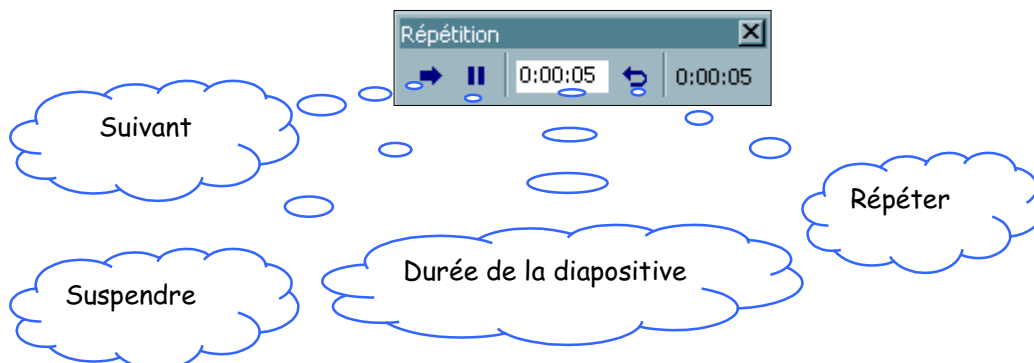 Répétition
0:00:05 0:00:05
Suivant
Répéter
Durée de la diapositive
Suspendre